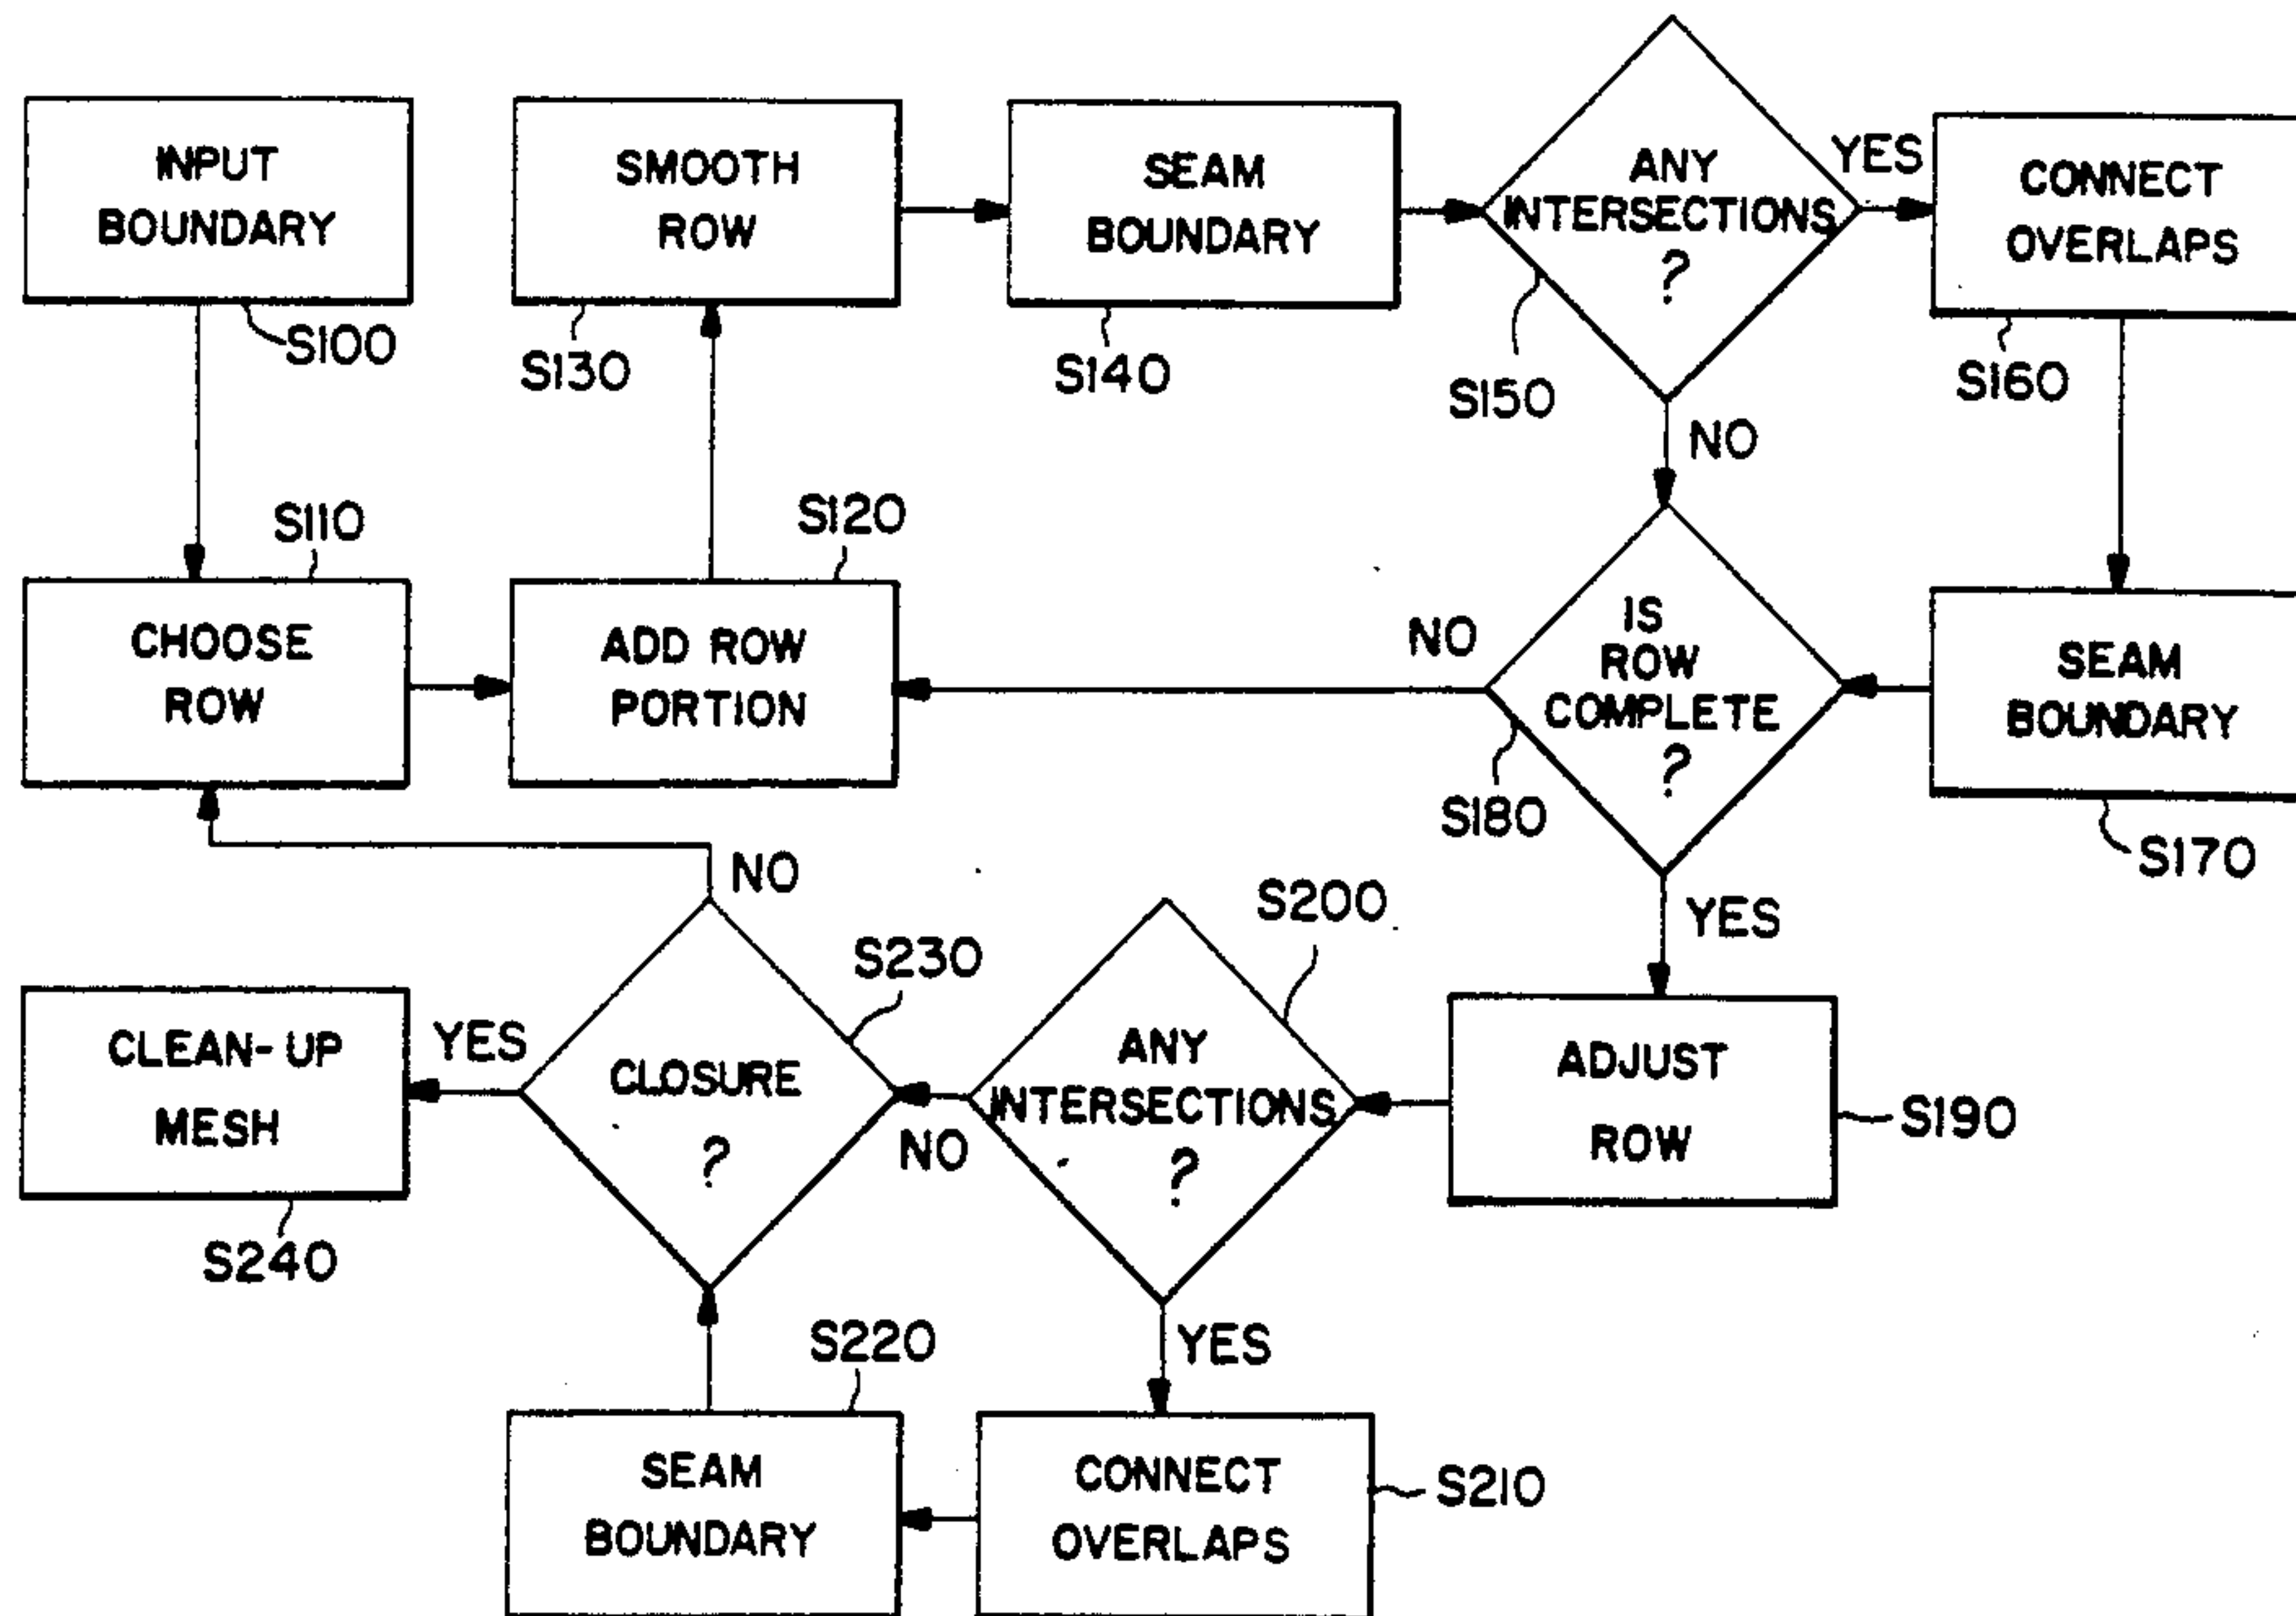 INPUT
BOUNDARY
S100
SMOOTH
ROW
S130
SEAM
BOUNDARY
S140
ANY
INTERSECTIONS
?
S150
YES
NO
CONNECT
OVERLAPS
S160
S110
CHOOSE
ROW
S120
ADD ROW
PORTION
NO
IS
ROW
COMPLETE
?
S180
YES
SEAM
BOUNDARY
S170
NO
CLEAN-UP
MESH
S240
YES
S230
CLOSURE
?
S200
ANY
INTERSECTIONS
?
NO
YES
ADJUST
ROW
S190
S220
SEAM
BOUNDARY
CONNECT
OVERLAPS
S210